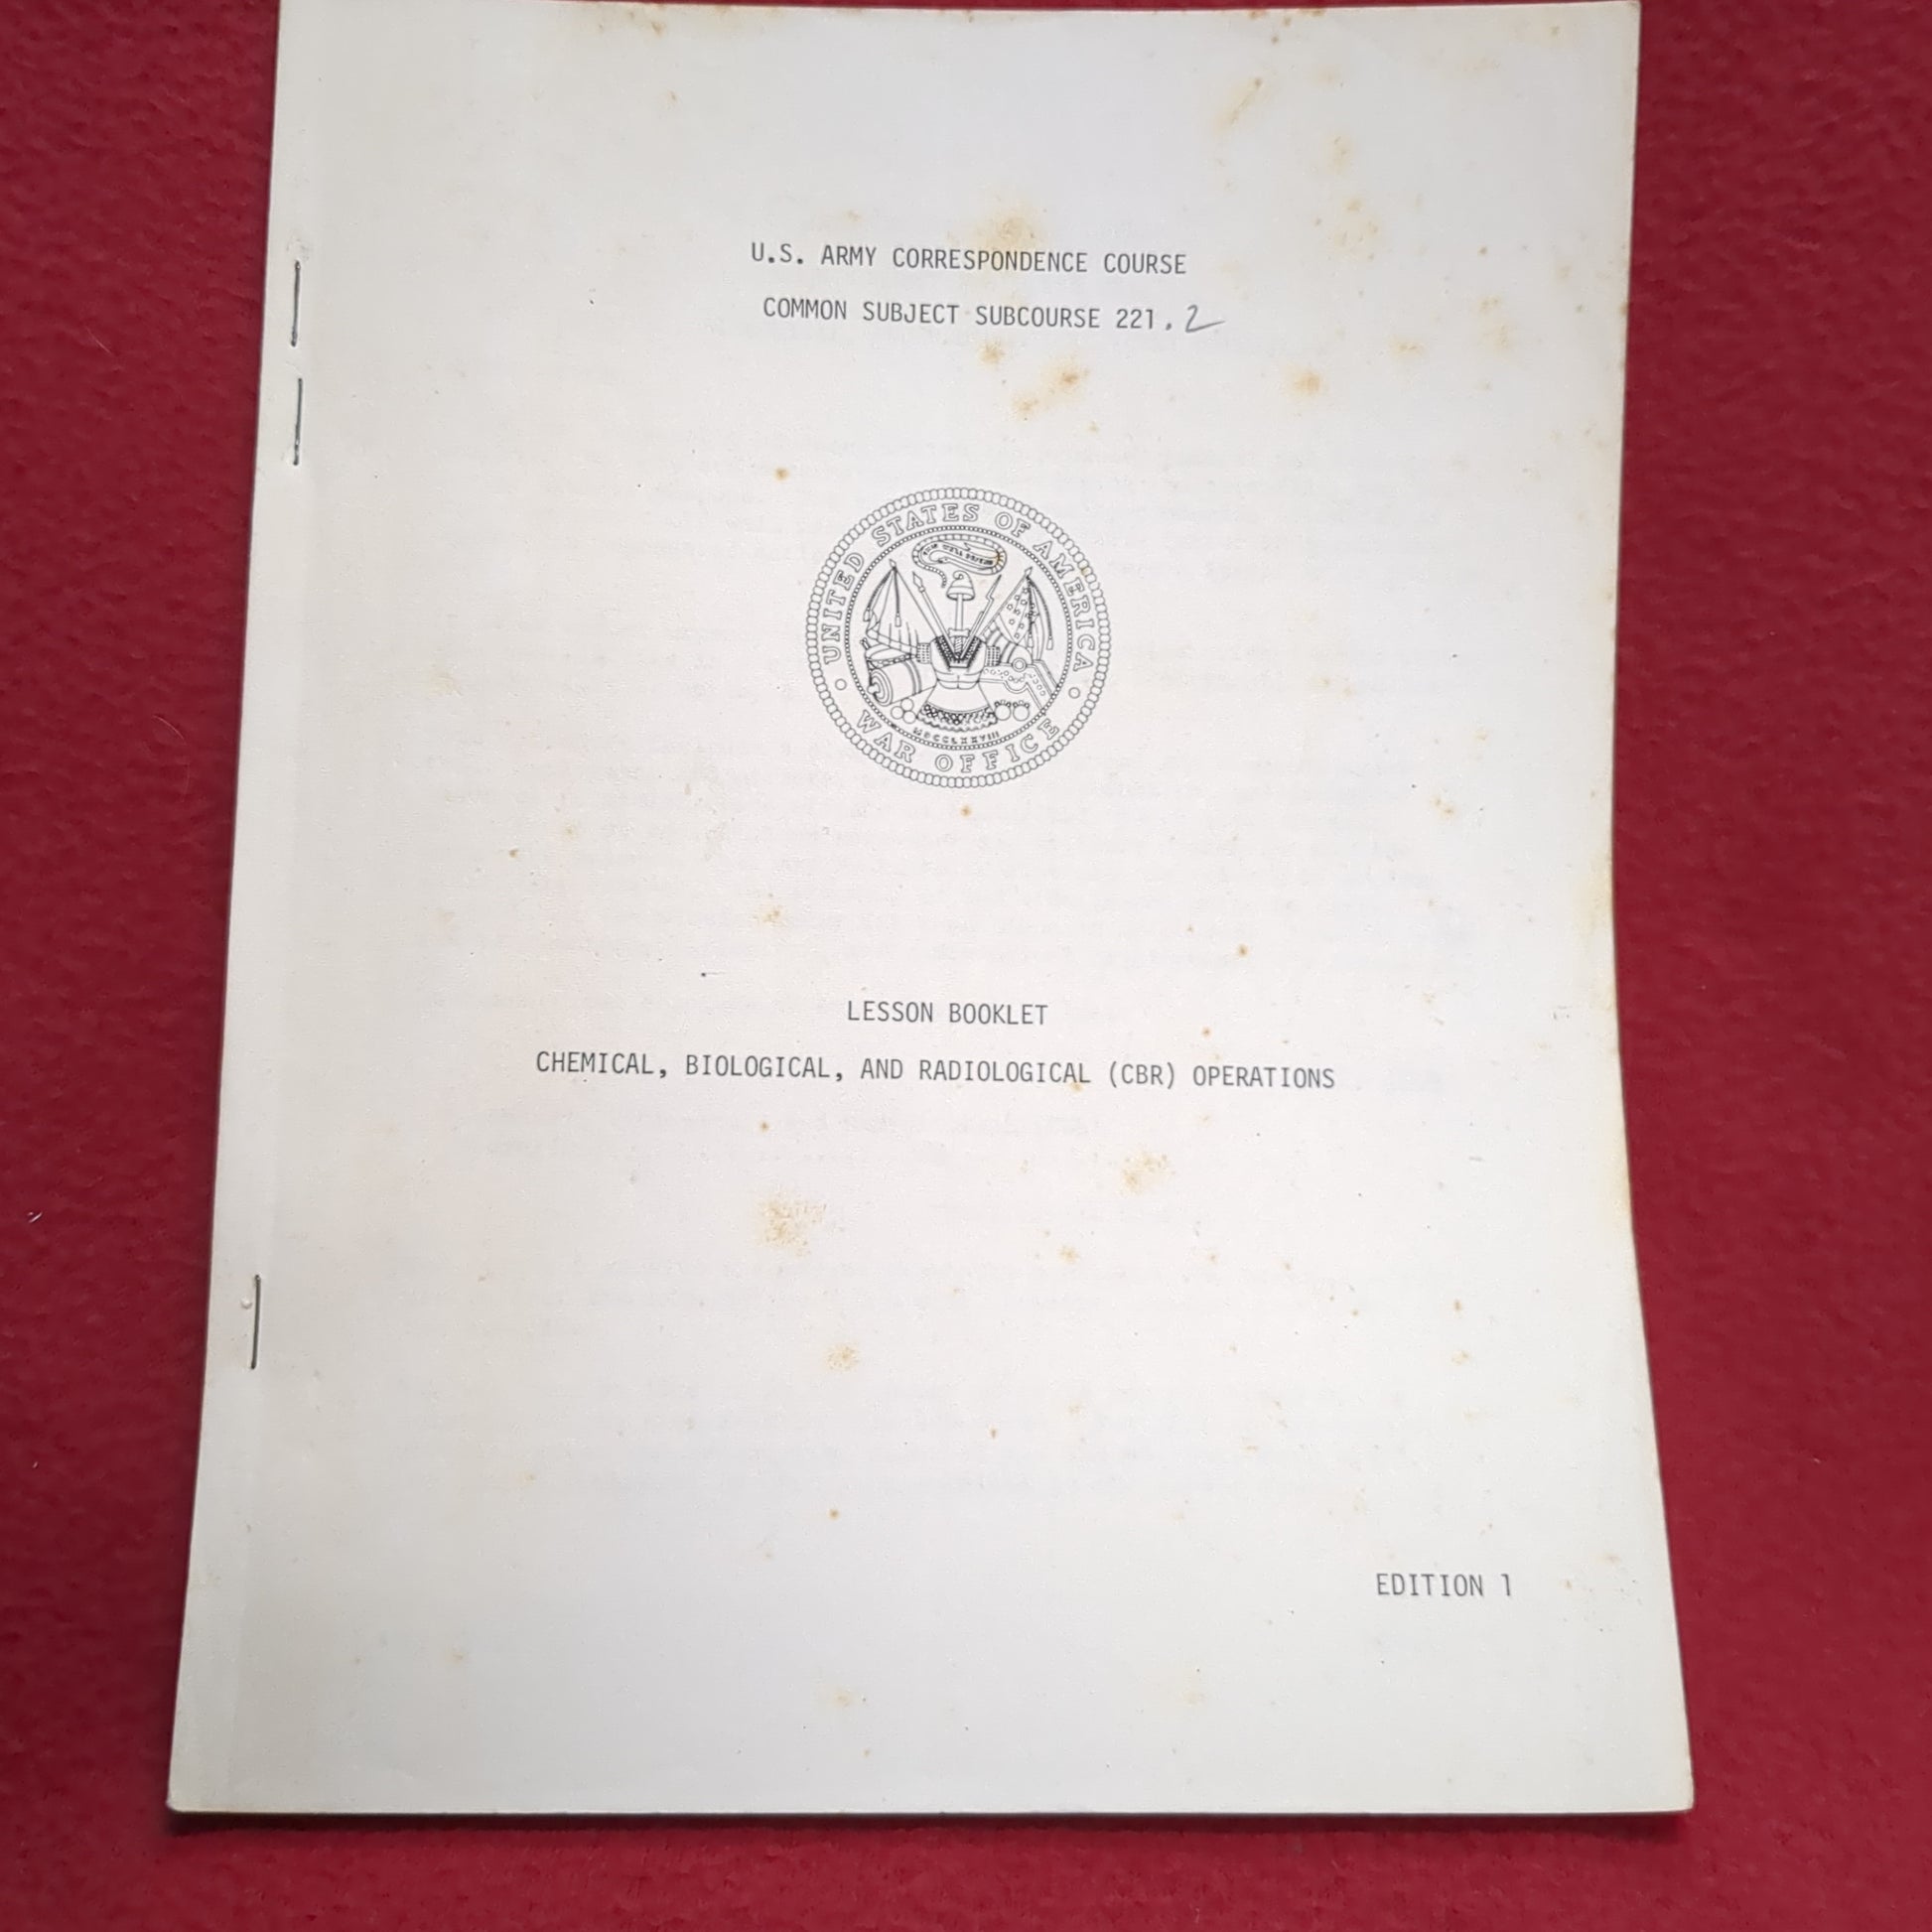 U.S. ARMY CORRESPONDENCE COURSE
COMMON SUBJECT SUBCOURSE 221.2
UNITED STATES OF AMERICA
WAR OFFICE
MDCCLXXVIII
LESSON BOOKLET
CHEMICAL, BIOLOGICAL, AND RADIOLOGICAL (CBR) OPERATIONS
EDITION 1